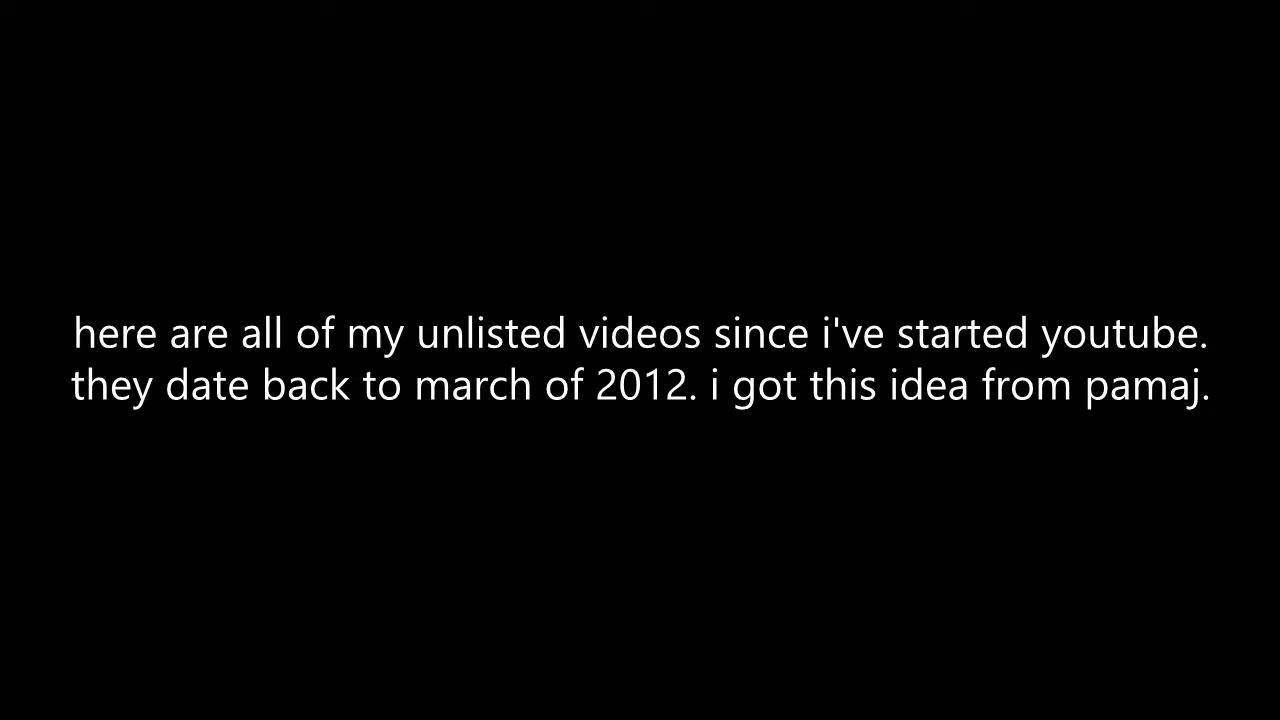 here are all of my unlisted videos since i've started youtube.
they date back to march of 2012. i got this idea from pamaj.